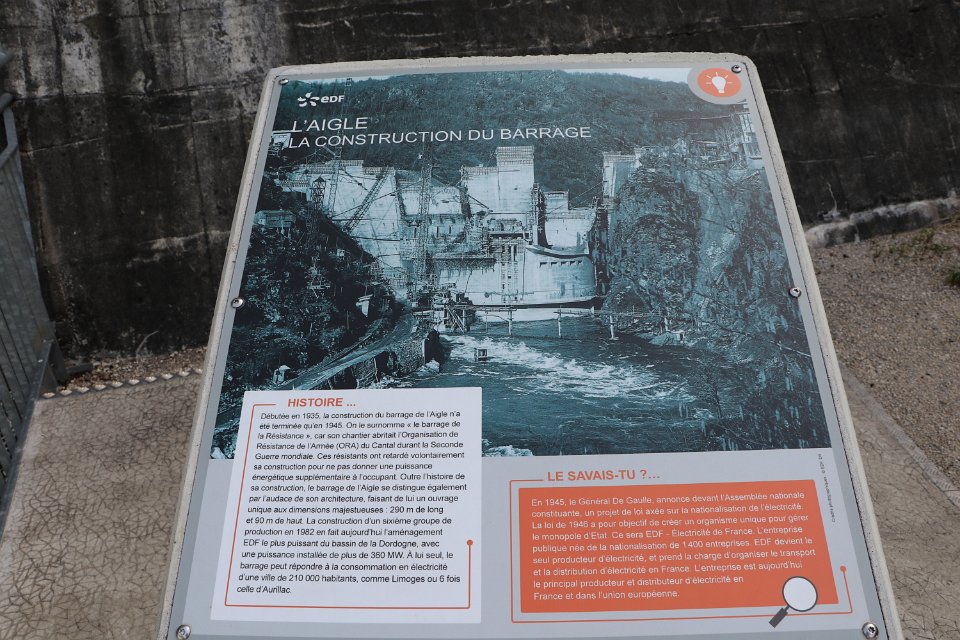 eDF
L'AIGLE
LA CONSTRUCTION DU BARRAGE
HISTOIRE ...
Débutée en 1935, la construction du barrage de l'Aigle n'a
été terminée qu'en 1945. On le surnomme « le barrage de
la Résistance », car son chantier abritait l'Organisation de
Résistance de l'Armée (ORA) du Cantal durant la Seconde
Guerre mondiale. Ces résistants ont retardé volontairement
sa construction pour ne pas donner une puissance
énergétique supplémentaire à l'occupant. Outre l'histoire de
sa construction, le barrage de l'Aigle se distingue également
par l'audace de son architecture, faisant de lui un ouvrage
unique aux dimensions majestueuses : 290 m de long
et 90 m de haut. La construction d'un sixième groupe de
production en 1982 en fait aujourd'hui l'aménagement
EDF le plus puissant du bassin de la Dordogne, avec
une puissance installée de plus de 360 MW. À lui seul, le
barrage peut répondre à la consommation en électricité
d'une ville de 210 000 habitants, comme Limoges ou 6 fois
celle d'Aurillac.
LE SAVAIS-TU ?...
En 1945, le Général De Gaulle, annonce devant l'Assemblée nationale
constituante, un projet de loi axée sur la nationalisation de l'électricité.
La loi de 1946 a pour objectif de créer un organisme unique pour gérer
le monopole d'Etat. Ce sera EDF - Electricité de France. L'entreprise
publique née de la nationalisation de 1 400 entreprises. EDF devient le
seul producteur d'électricité, et prend la charge d'organiser le transport
et la distribution d'électricité en France. L'entreprise est aujourd'hui
le principal producteur et distributeur d'électricité en
France et dans l'union européenne.